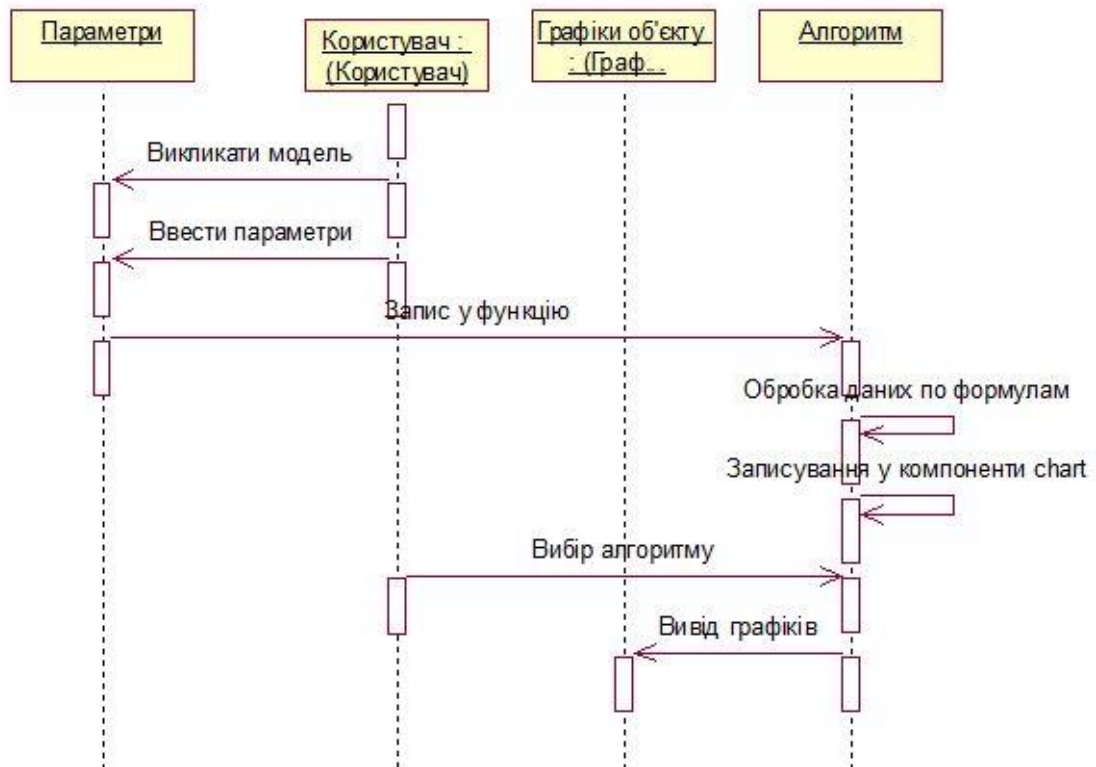 Параметри
Користувач :
(Користувач)
Графіки об'єкту
: (Граф...
Алгоритм
Викликати модель
Ввести параметри
Запис у функцію
Обробка даних по формулам
Записування у компоненти chart
Вибір алгоритму
Вивід графіків